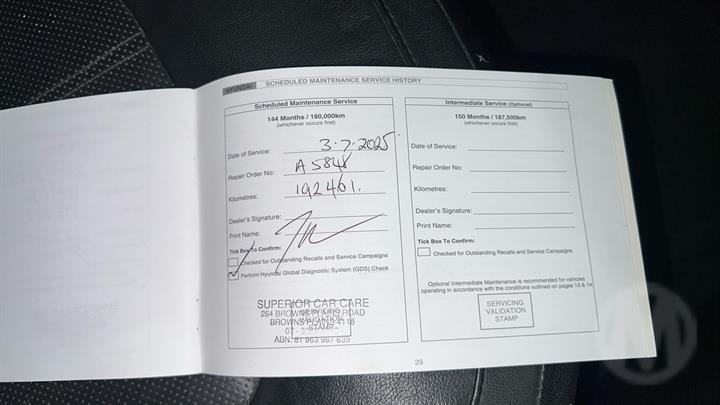 HYUNDAI SCHEDULED MAINTENANCE SERVICE HISTORY
Scheduled Maintenance Service
144 Months / 180,000km
(whichever occurs first)
Date of Service: 3.7.2025
Repair Order No: A5848
Kilometres: 192461.
Dealer's Signature:
Print Name:
Tick Box To Confirm:
Checked for Outstanding Recalls and Service Campaigns
Perform Hyundai Global Diagnostic System (GDS) Check
SUPERIOR CAR CARE
264 BROWNS PLAINS ROAD
BROWNS PLAINS 4118
SERVICING
VALIDATION
STAMP
07 -
ABN: 81 963 967 635
Intermediate Service (Optional)
150 Months / 187,500km
(whichever occurs first)
Date of Service:
Repair Order No:
Kilometres:
Dealer's Signature:
Print Name:
Tick Box To Confirm:
Checked for Outstanding Recalls and Service Campaigns
Optional Intermediate Maintenance is recommended for vehicles
operating in accordance with the conditions outlined on pages 13 & 14
SERVICING
VALIDATION
STAMP
29
M